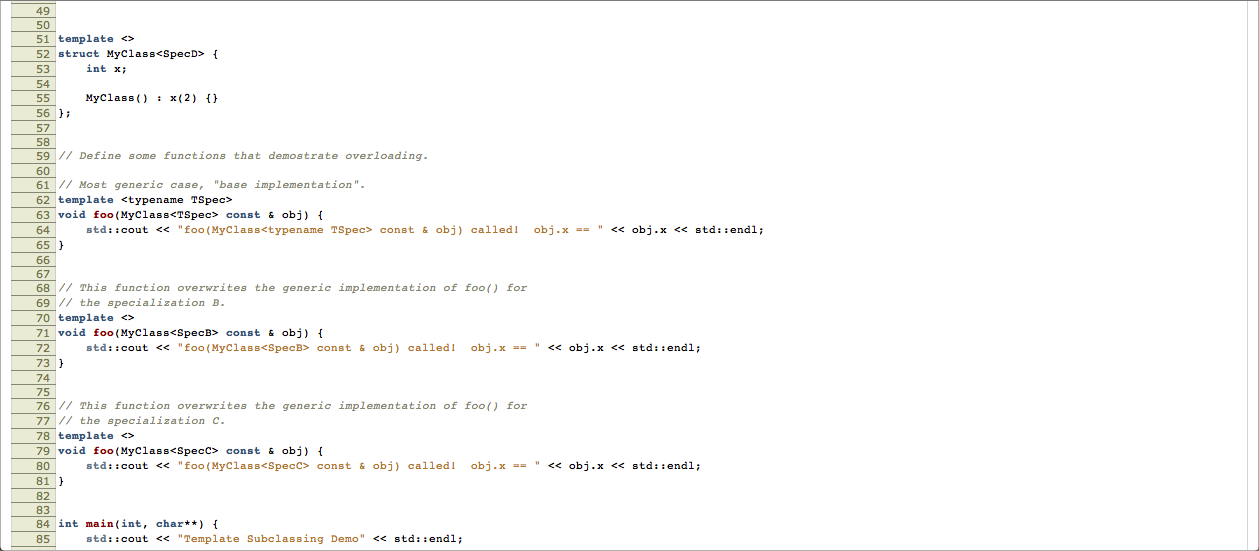 49
50
51 template <>
52 struct MyClass<SpecD> {
53     int x;
54
55     MyClass() : x(2) {}
56 };
57
58
59 // Define some functions that demostrate overloading.
60
61 // Most generic case, "base implementation".
62 template <typename TSpec>
63 void foo(MyClass<TSpec> const & obj) {
64     std::cout << "foo(MyClass<typename TSpec> const & obj) called!  obj.x == " << obj.x << std::endl;
65 }
66
67
68 // This function overwrites the generic implementation of foo() for
69 // the specialization B.
70 template <>
71 void foo(MyClass<SpecB> const & obj) {
72     std::cout << "foo(MyClass<SpecB> const & obj) called!  obj.x == " << obj.x << std::endl;
73 }
74
75
76 // This function overwrites the generic implementation of foo() for
77 // the specialization C.
78 template <>
79 void foo(MyClass<SpecC> const & obj) {
80     std::cout << "foo(MyClass<SpecC> const & obj) called!  obj.x == " << obj.x << std::endl;
81 }
82
83
84 int main(int, char**) {
85     std::cout << "Template Subclassing Demo" << std::endl;